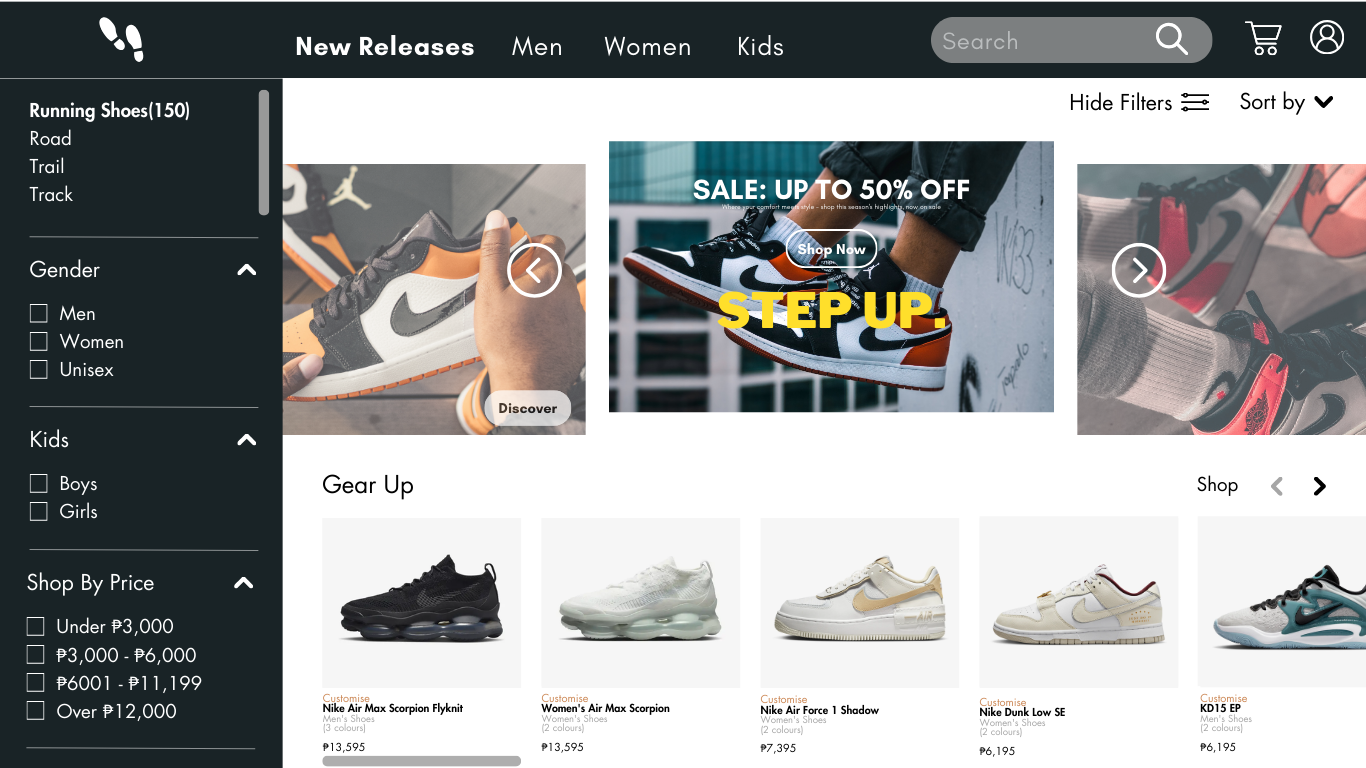 New Releases
Men
Women
Kids
Search
Running Shoes(150)
Road
Trail
Track
Gender
Men
Women
Unisex
Kids
Boys
Girls
Shop By Price
Under ₱3,000
₱3,000 - ₱6,000
₱6001 - ₱11,199
Over ₱12,000
Hide Filters
Sort by
Discover
SALE: UP TO 50% OFF
Where your comfort meets style - shop this season's highlights, now on sale
Shop Now
STEP UP.
Gear Up
Shop
Customise
Nike Air Max Scorpion Flyknit
Men's Shoes
(3 colours)
₱13,595
Customise
Women's Air Max Scorpion
Women's Shoes
(2 colours)
₱13,595
AIR
Customise
Nike Air Force 1 Shadow
Women's Shoes
(2 colours)
₱7,395
Customise
Nike Dunk Low SE
Women's Shoes
(2 colours)
₱6,195
Customise
KD15 EP
Men's Shoes
(2 colours)
₱6,195